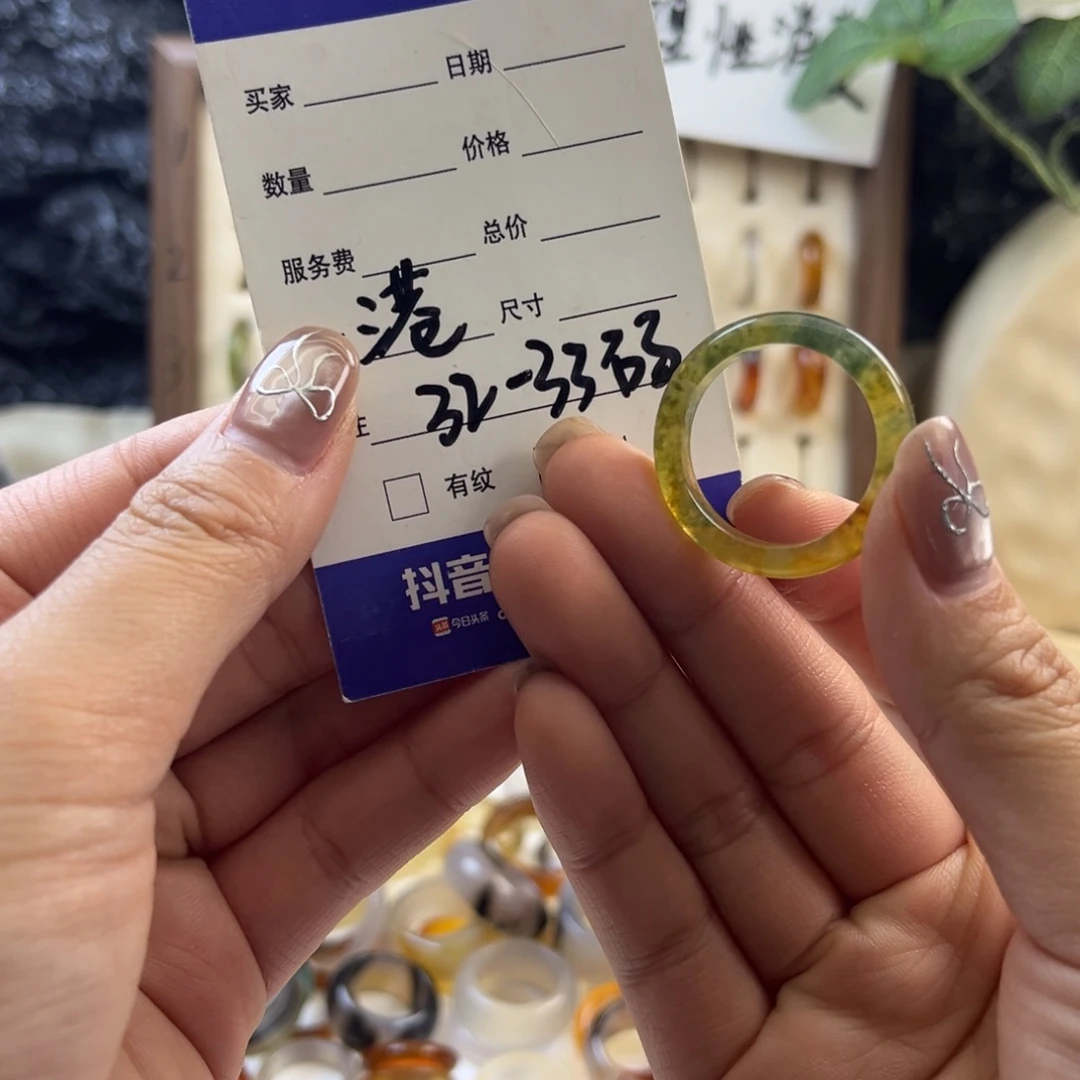 买家 日期
数量 价格
服务费 总价
港 尺寸
32-33码
有纹
抖音
今日头条